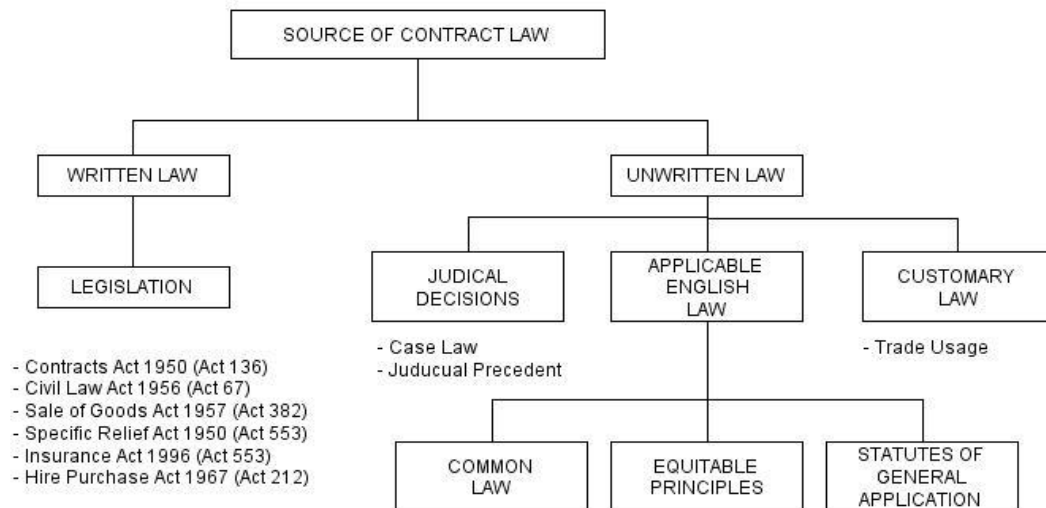 SOURCE OF CONTRACT LAW
WRITTEN LAW
UNWRITTEN LAW
LEGISLATION
JUDICAL
DECISIONS
APPLICABLE
ENGLISH
LAW
CUSTOMARY
LAW
- Contracts Act 1950 (Act 136)
- Civil Law Act 1956 (Act 67)
- Sale of Goods Act 1957 (Act 382)
- Specific Relief Act 1950 (Act 553)
- Insurance Act 1996 (Act 553)
- Hire Purchase Act 1967 (Act 212)
- Case Law
- Juducual Precedent
- Trade Usage
COMMON
LAW
EQUITABLE
PRINCIPLES
STATUTES OF
GENERAL
APPLICATION